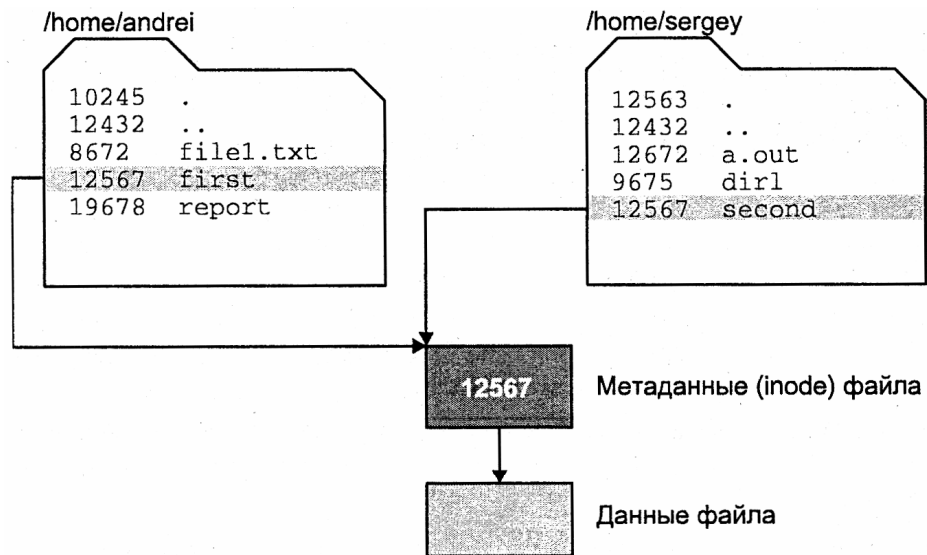 /home/andrei
10245 .
12432 ..
8672 file1.txt
12567 first
19678 report
/home/sergey
12563 .
12432 ..
12672 a.out
9675 dirl
12567 second
12567
Метаданные (inode) файла
Данные файла